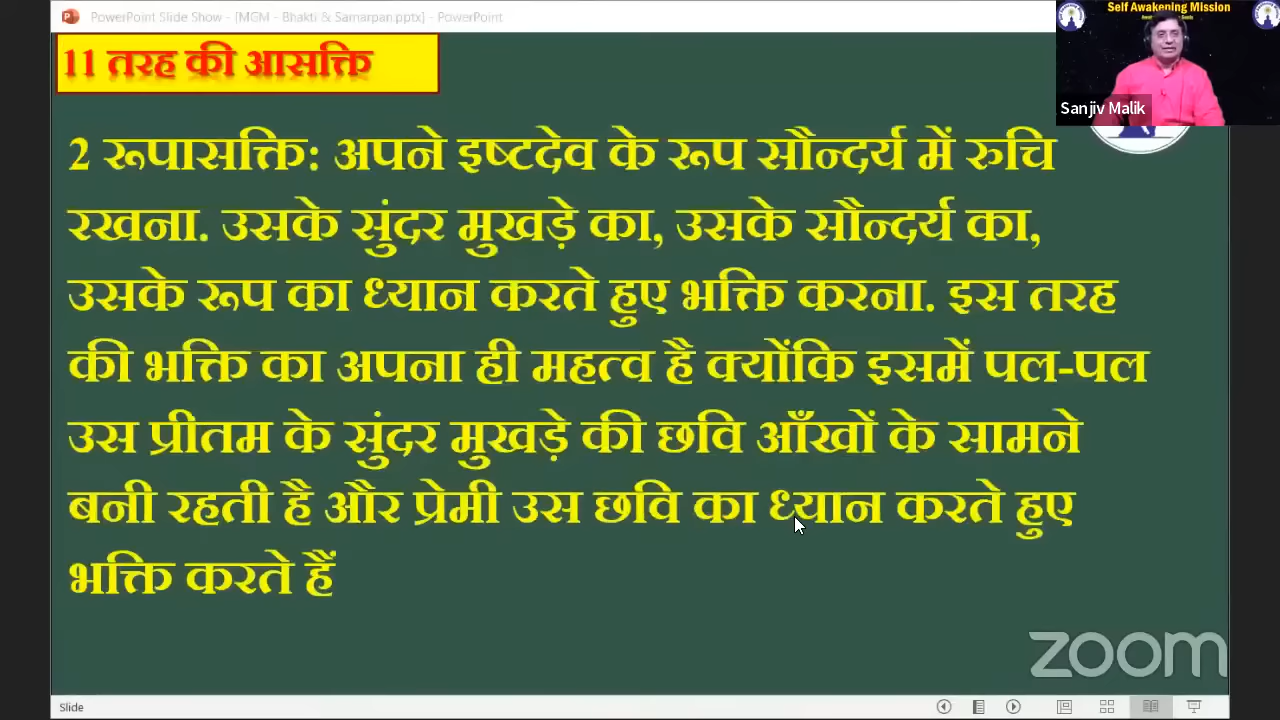 PowerPoint Slide Show - [MGM - Bhakti & Samarpan.pptx] - PowerPoint
Self Awakening Mission
Sanjiv Malik
11 तरह की आसक्ति
2 रूपासक्ति: अपने इष्टदेव के रूप सौन्दर्य में रुचि
रखना. उसके सुंदर मुखड़े का, उसके सौन्दर्य का,
उसके रूप का ध्यान करते हुए भक्ति करना. इस तरह
की भक्ति का अपना ही महत्व है क्योंकि इसमें पल-पल
उस प्रीतम के सुंदर मुखड़े की छवि आँखों के सामने
बनी रहती है और प्रेमी उस छवि का ध्यान करते हुए
भक्ति करते हैं
zoom
Slide